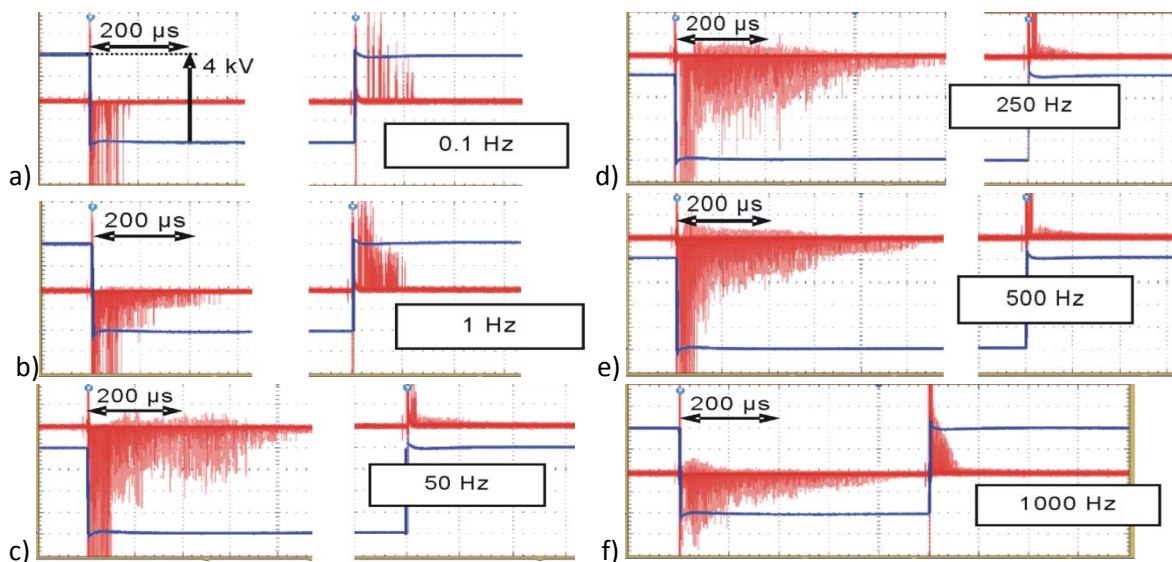 200 µs
4 kV
0.1 Hz
a)
200 µs
1 Hz
b)
200 µs
50 Hz
c)
200 µs
250 Hz
d)
200 µs
500 Hz
e)
200 µs
1000 Hz
f)